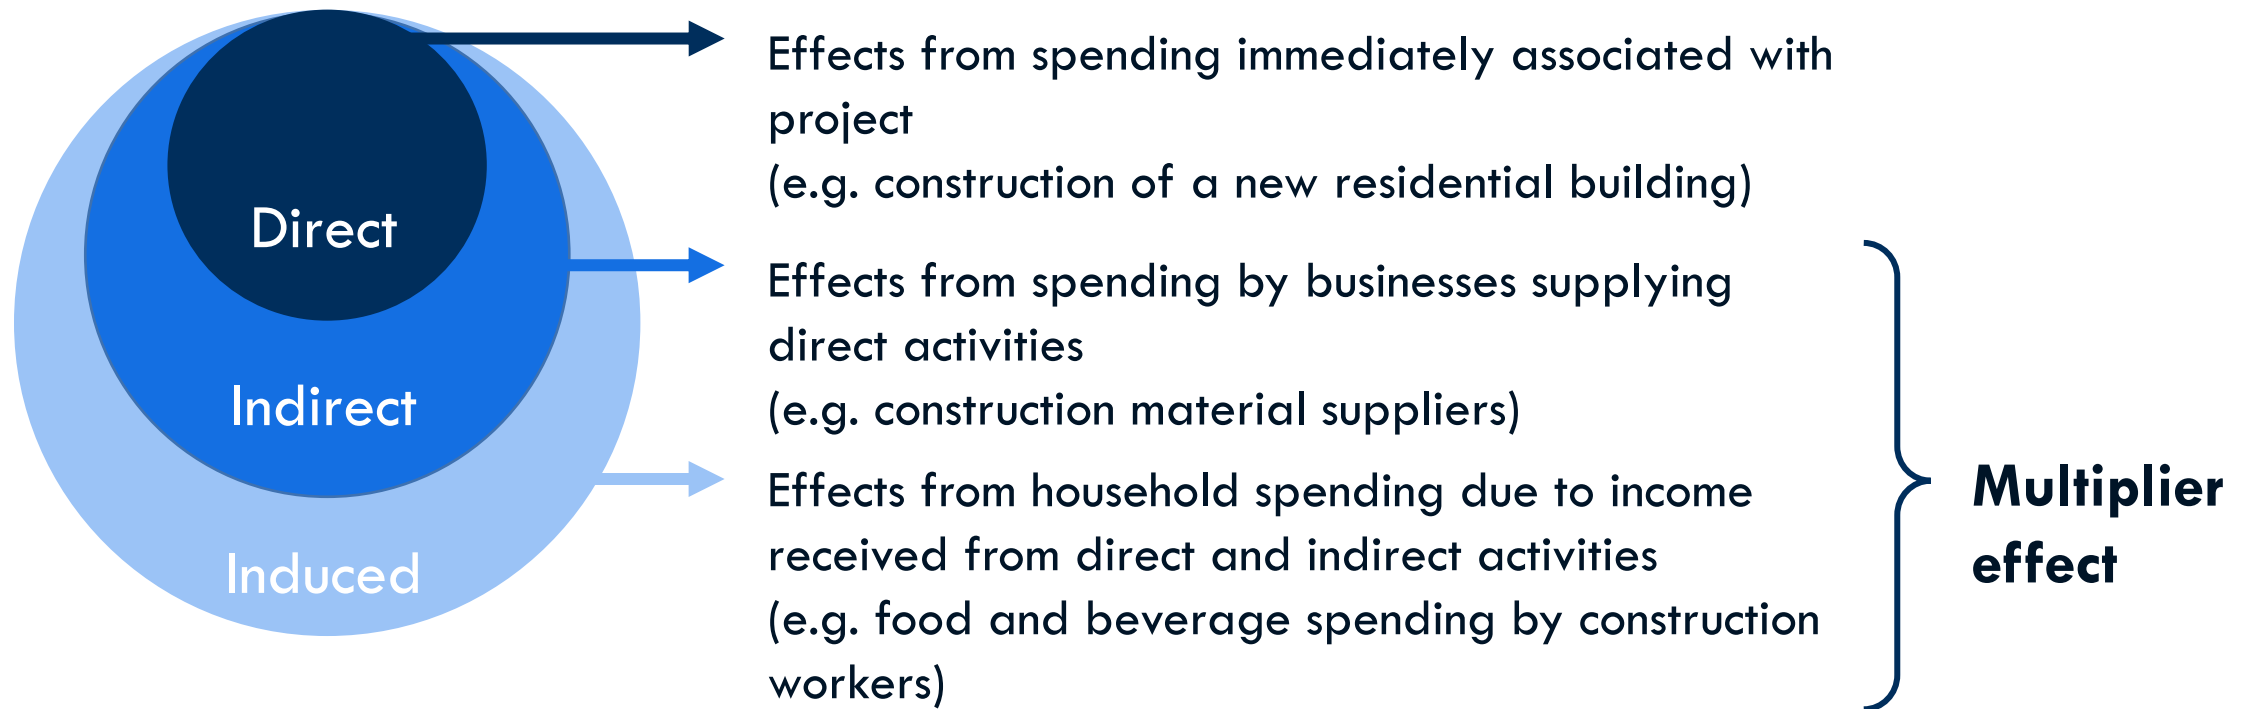 Direct
Indirect
Induced
Effects from spending immediately associated with
project
(e.g. construction of a new residential building)
Effects from spending by businesses supplying
direct activities
(e.g. construction material suppliers)
Effects from household spending due to income
received from direct and indirect activities
(e.g. food and beverage spending by construction
workers)
Multiplier
effect